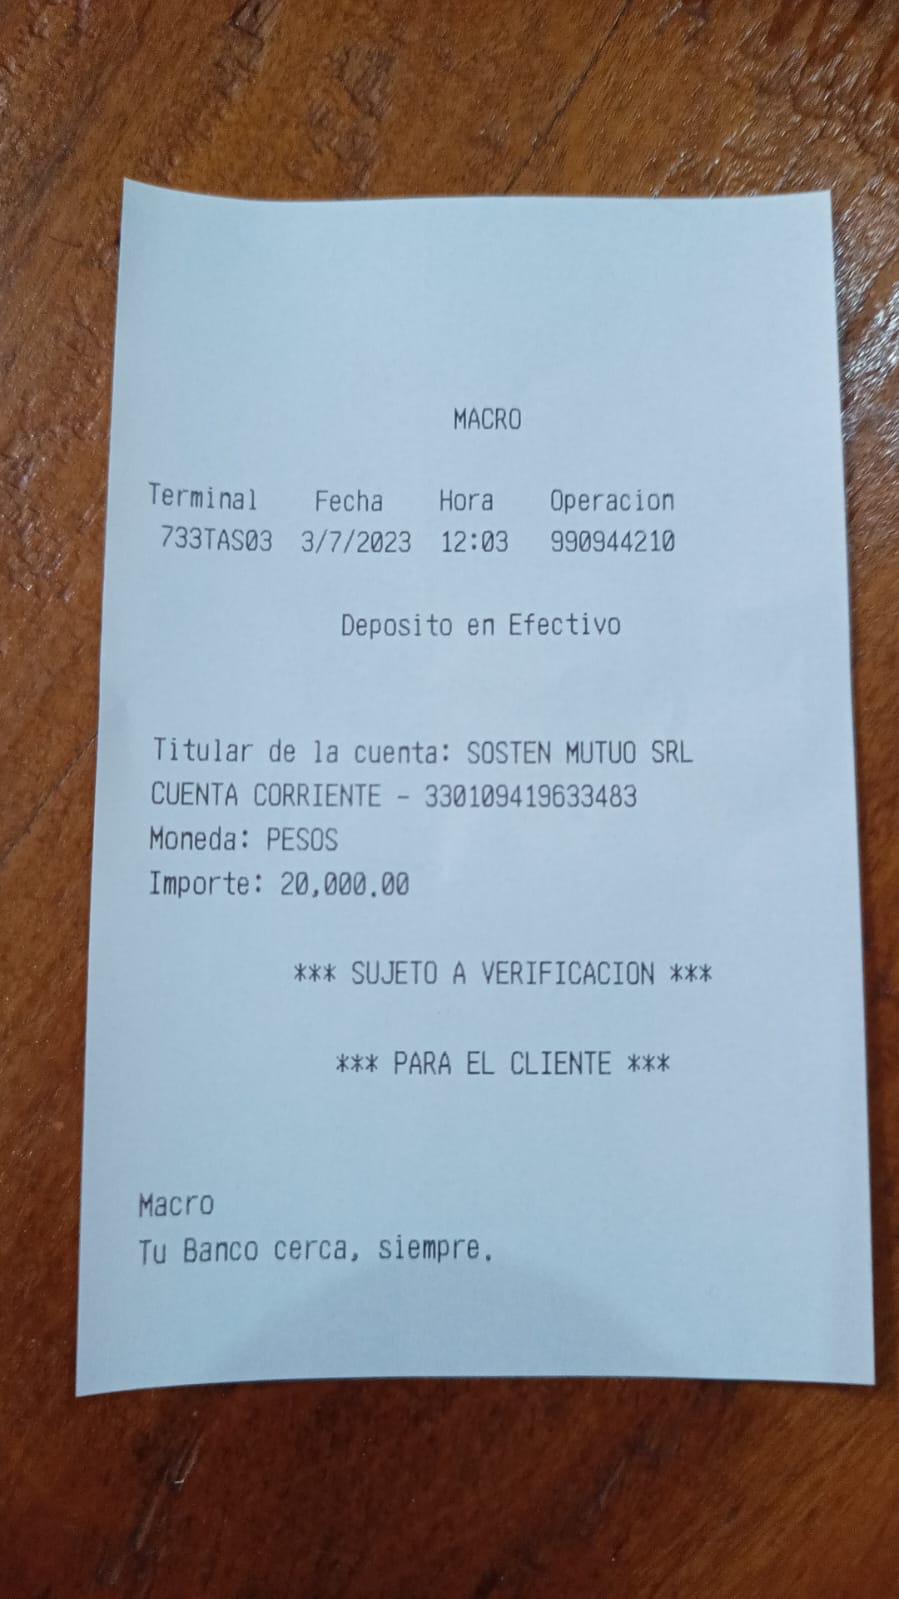 MACRO
Terminal Fecha Hora Operacion
733TAS03 3/7/2023 12:03 990944210
Deposito en Efectivo
Titular de la cuenta: SOSTEN MUTUO SRL
CUENTA CORRIENTE - 330109419633483
Moneda: PESOS
Importe: 20,000.00
*** SUJETO A VERIFICACION ***
*** PARA EL CLIENTE ***
Macro
Tu Banco cerca, siempre.